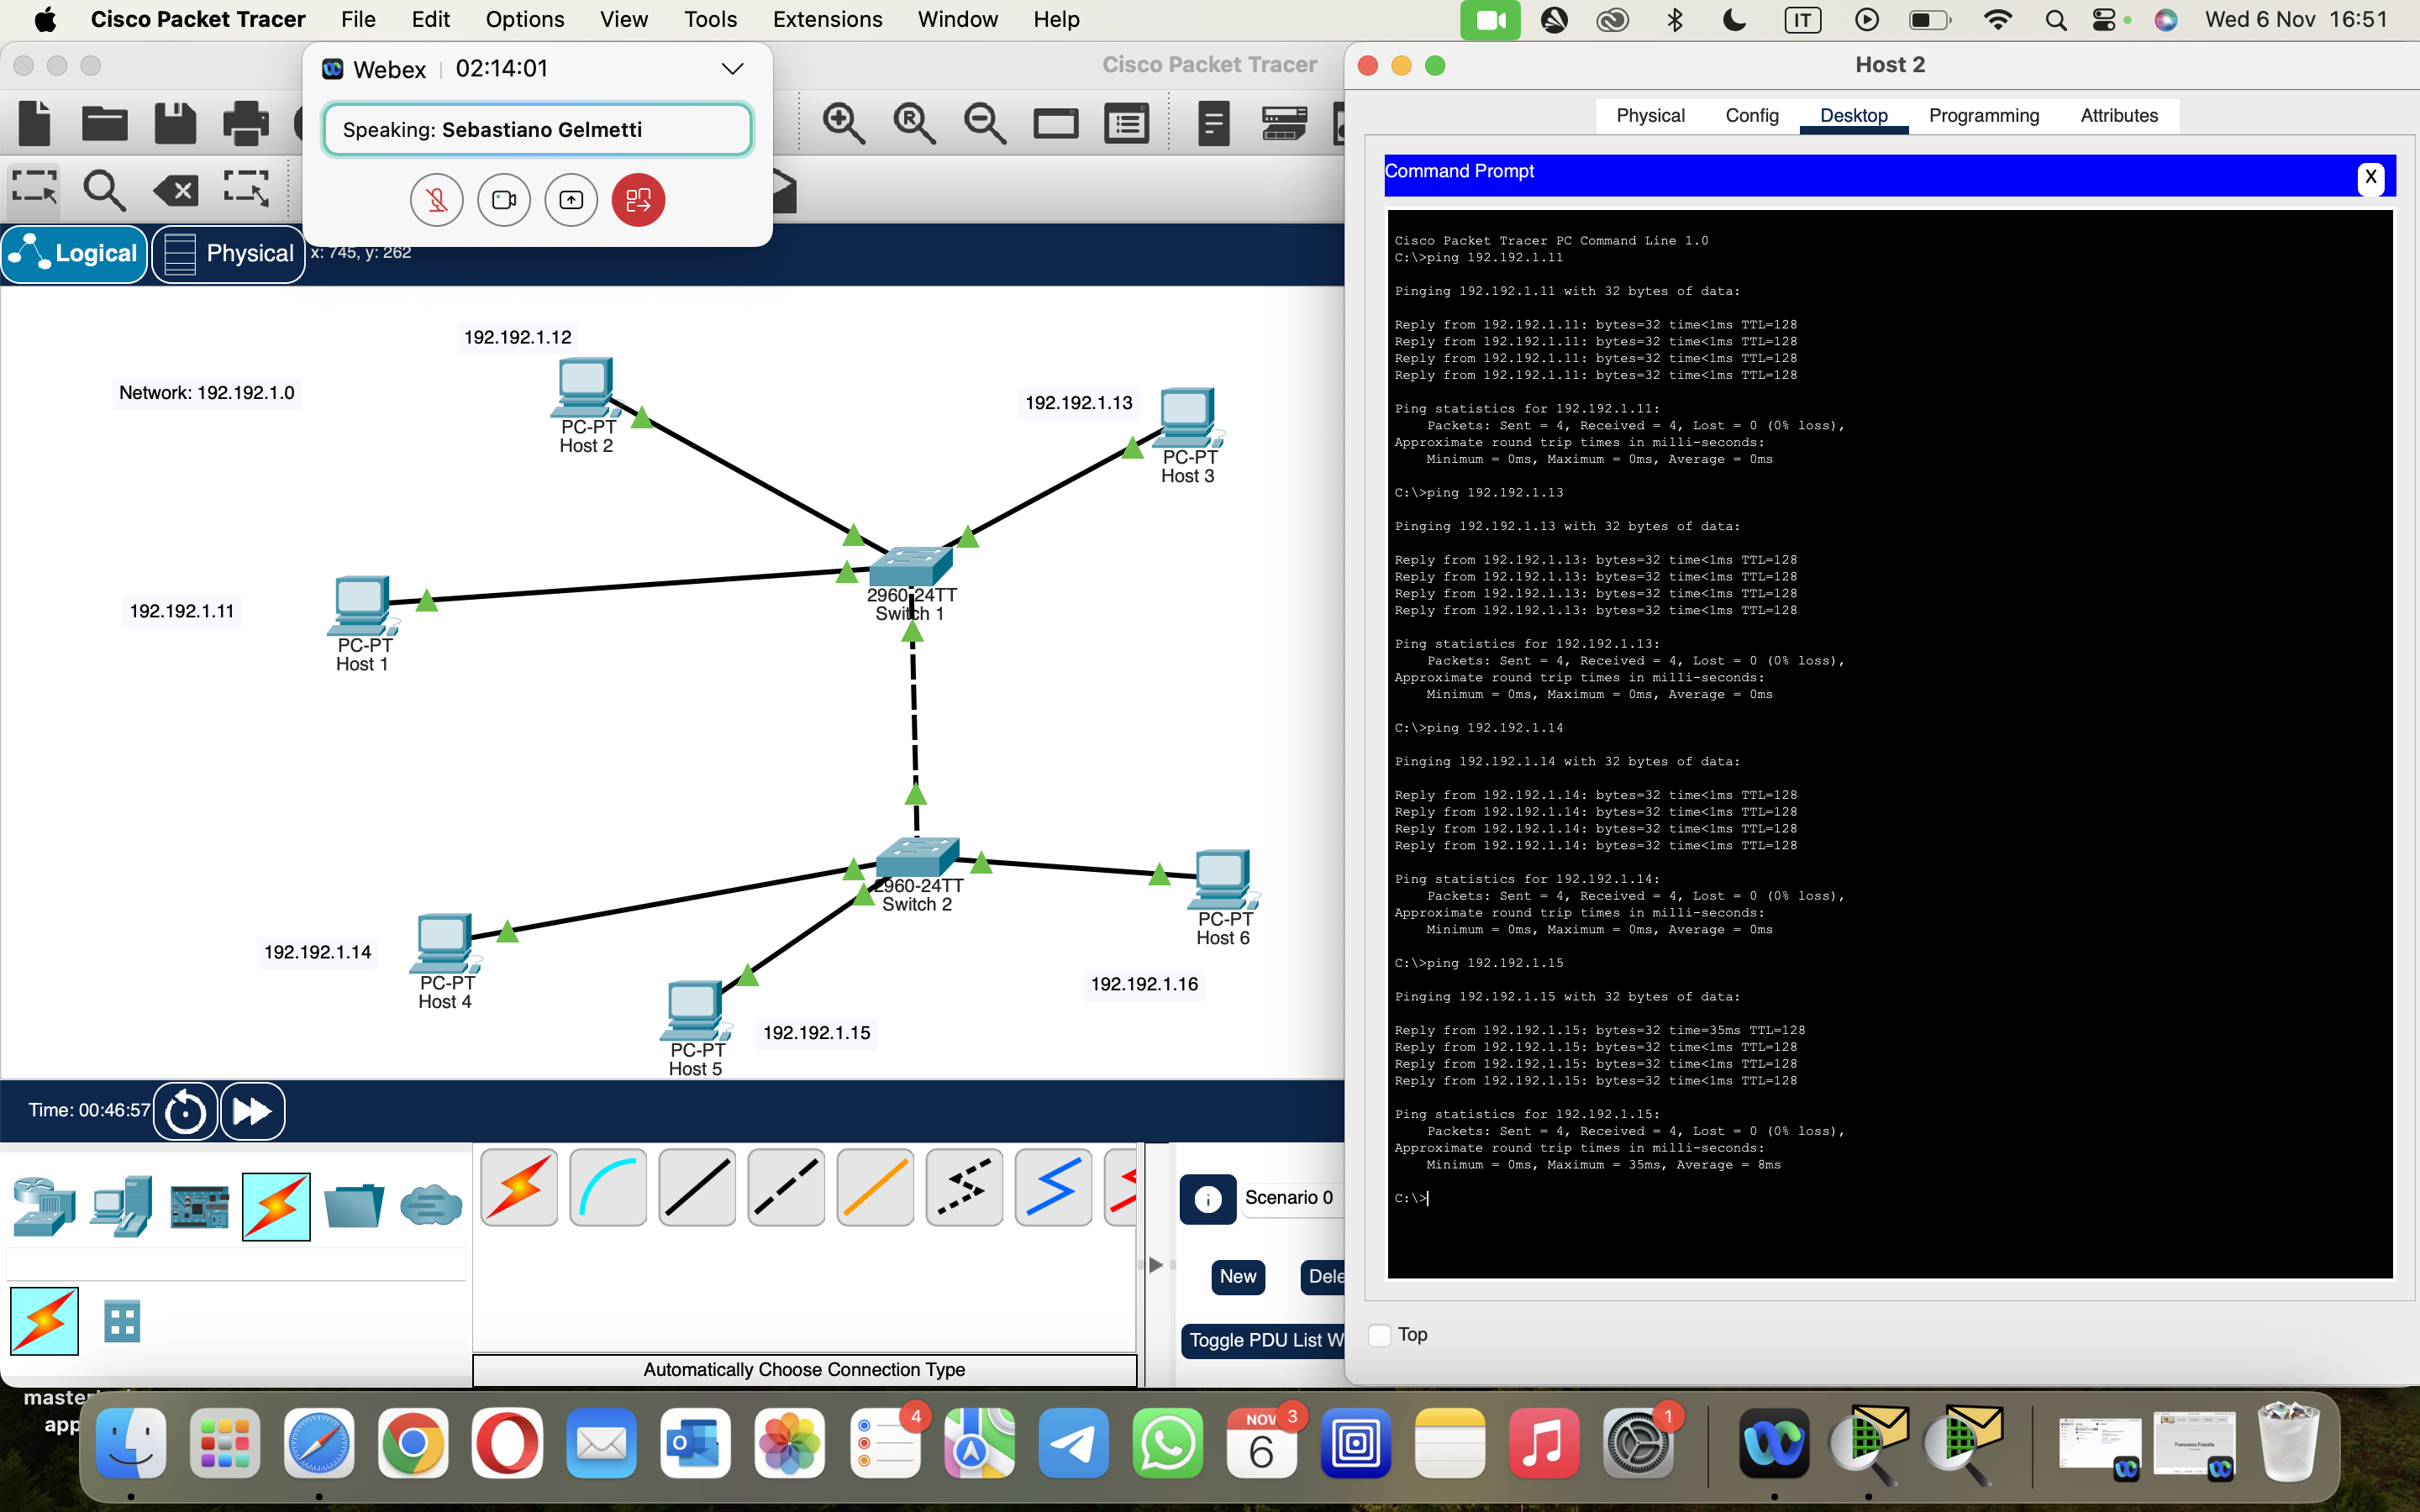 Cisco Packet Tracer File Edit Options View Tools Extensions Window Help
IT
Wed 6 Nov 16:51
Webex 02:14:01
Speaking: Sebastiano Gelmetti
Cisco Packet Tracer
Host 2
Physical Config Desktop Programming Attributes
Command Prompt
X
R
Logical
Physical
x: 745, y: 262
192.192.1.12
Network: 192.192.1.0
PC-PT
Host 2
192.192.1.13
PC-PT
Host 3
192.192.1.11
PC-PT
Host 1
2960-24TT
Switch 1
2960-24TT
Switch 2
192.192.1.14
PC-PT
Host 4
PC-PT
Host 5
192.192.1.15
PC-PT
Host 6
192.192.1.16
Time: 00:46:57
Scenario 0
New
Dele
Toggle PDU List W
Automatically Choose Connection Type
Cisco Packet Tracer PC Command Line 1.0
C:\>ping 192.192.1.11
Pinging 192.192.1.11 with 32 bytes of data:
Reply from 192.192.1.11: bytes=32 time<1ms TTL=128
Reply from 192.192.1.11: bytes=32 time<1ms TTL=128
Reply from 192.192.1.11: bytes=32 time<1ms TTL=128
Reply from 192.192.1.11: bytes=32 time<1ms TTL=128
Ping statistics for 192.192.1.11:
Packets: Sent = 4, Received = 4, Lost = 0 (0% loss),
Approximate round trip times in milli-seconds:
Minimum = 0ms, Maximum = 0ms, Average = 0ms
C:\>ping 192.192.1.13
Pinging 192.192.1.13 with 32 bytes of data:
Reply from 192.192.1.13: bytes=32 time<1ms TTL=128
Reply from 192.192.1.13: bytes=32 time<1ms TTL=128
Reply from 192.192.1.13: bytes=32 time<1ms TTL=128
Reply from 192.192.1.13: bytes=32 time<1ms TTL=128
Ping statistics for 192.192.1.13:
Packets: Sent = 4, Received = 4, Lost = 0 (0% loss),
Approximate round trip times in milli-seconds:
Minimum = 0ms, Maximum = 0ms, Average = 0ms
C:\>ping 192.192.1.14
Pinging 192.192.1.14 with 32 bytes of data:
Reply from 192.192.1.14: bytes=32 time<1ms TTL=128
Reply from 192.192.1.14: bytes=32 time<1ms TTL=128
Reply from 192.192.1.14: bytes=32 time<1ms TTL=128
Reply from 192.192.1.14: bytes=32 time<1ms TTL=128
Ping statistics for 192.192.1.14:
Packets: Sent = 4, Received = 4, Lost = 0 (0% loss),
Approximate round trip times in milli-seconds:
Minimum = 0ms, Maximum = 0ms, Average = 0ms
C:\>ping 192.192.1.15
Pinging 192.192.1.15 with 32 bytes of data:
Reply from 192.192.1.15: bytes=32 time=35ms TTL=128
Reply from 192.192.1.15: bytes=32 time<1ms TTL=128
Reply from 192.192.1.15: bytes=32 time<1ms TTL=128
Reply from 192.192.1.15: bytes=32 time<1ms TTL=128
Ping statistics for 192.192.1.15:
Packets: Sent = 4, Received = 4, Lost = 0 (0% loss),
Approximate round trip times in milli-seconds:
Minimum = 0ms, Maximum = 35ms, Average = 8ms
C:\>
Top
master
app
4
NOV
6
3
1